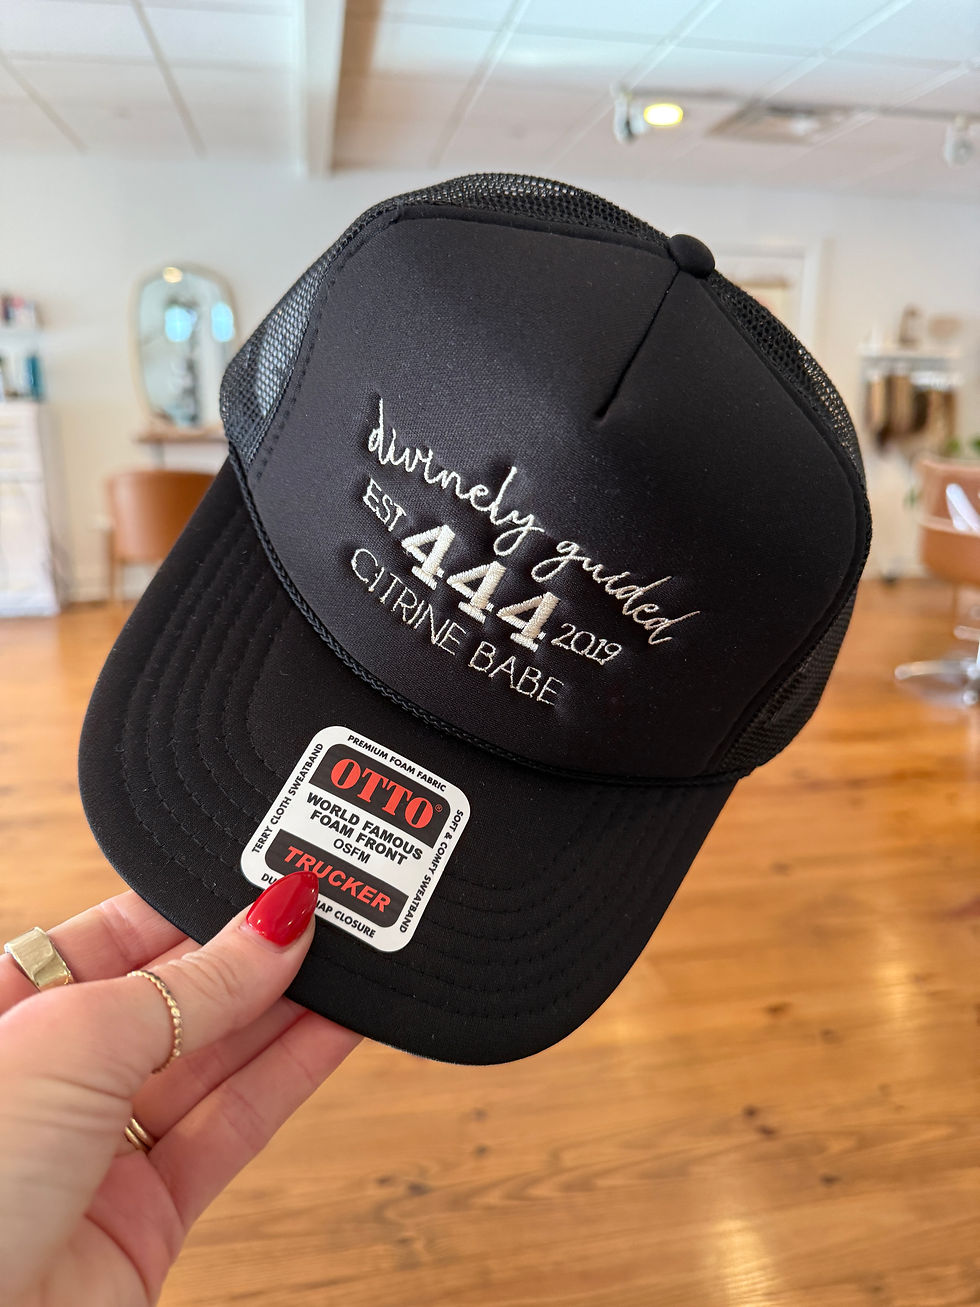 divinely guided
EST 444 2019
CITRINE BABE
PREMIUM FOAM FABRIC
TERRY CLOTH SWEATBAND
OTTO®
WORLD FAMOUS
FOAM FRONT
OSFM
TRUCKER
SOFT & COMFY SWEATBAND
CLOSURE